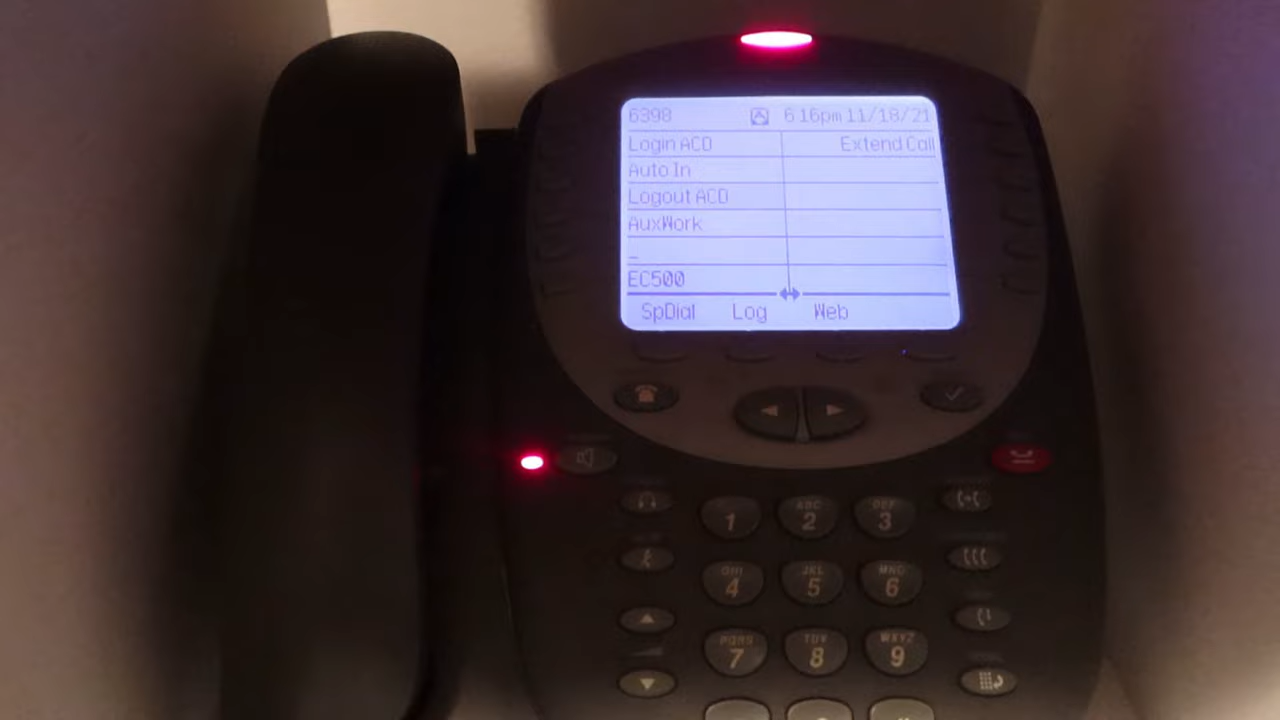 6398 6 16pm 11/18/21
Login ACD Extend Call
Auto In
Logout ACD
AuxWork
_
EC500
SpDial Log Web
1 ABC 2 DEF 3
GHI 4 JKL 5 MNO 6
PQRS 7 TUV 8 WXYZ 9